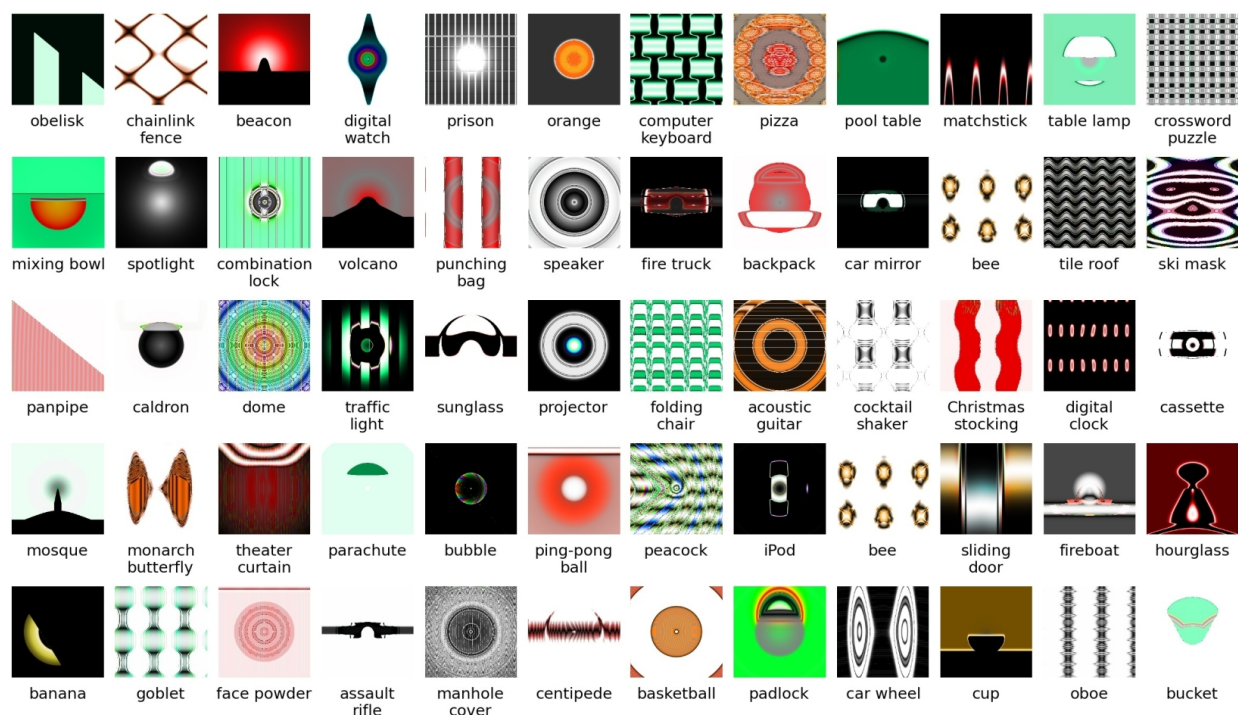 obelisk
chainlink
fence
beacon
digital
watch
prison
orange
computer
keyboard
pizza
pool table
matchstick
table lamp
crossword
puzzle
mixing bowl
spotlight
combination
lock
volcano
punching
bag
speaker
fire truck
backpack
car mirror
bee
tile roof
ski mask
panpipe
caldron
dome
traffic
light
sunglass
projector
folding
chair
acoustic
guitar
cocktail
shaker
Christmas
stocking
digital
clock
cassette
mosque
monarch
butterfly
theater
curtain
parachute
bubble
ping-pong
ball
peacock
iPod
bee
sliding
door
fireboat
hourglass
banana
goblet
face powder
assault
rifle
manhole
cover
centipede
basketball
padlock
car wheel
cup
oboe
bucket